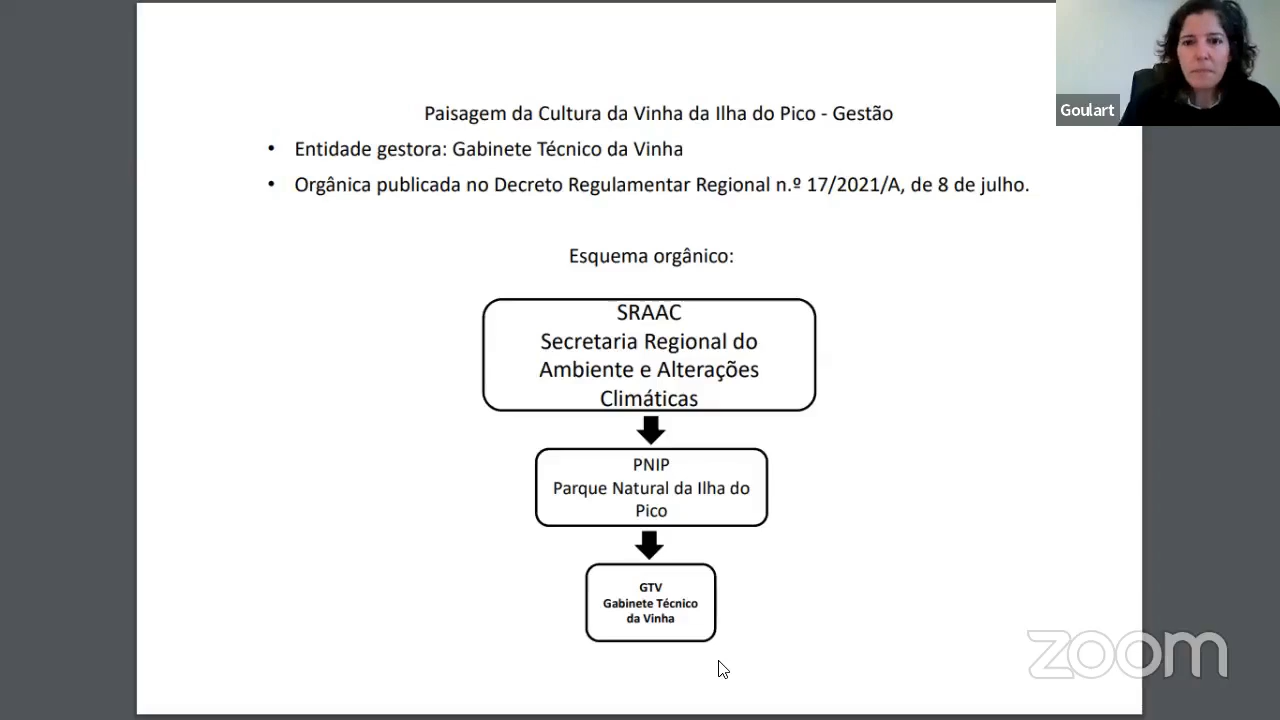 Goulart
Paisagem da Cultura da Vinha da Ilha do Pico - Gestão
• Entidade gestora: Gabinete Técnico da Vinha
• Orgânica publicada no Decreto Regulamentar Regional n.º 17/2021/A, de 8 de julho.
Esquema orgânico:
SRAAC
Secretaria Regional do
Ambiente e Alterações
Climáticas
PNIP
Parque Natural da Ilha do
Pico
GTV
Gabinete Técnico
da Vinha
zoom